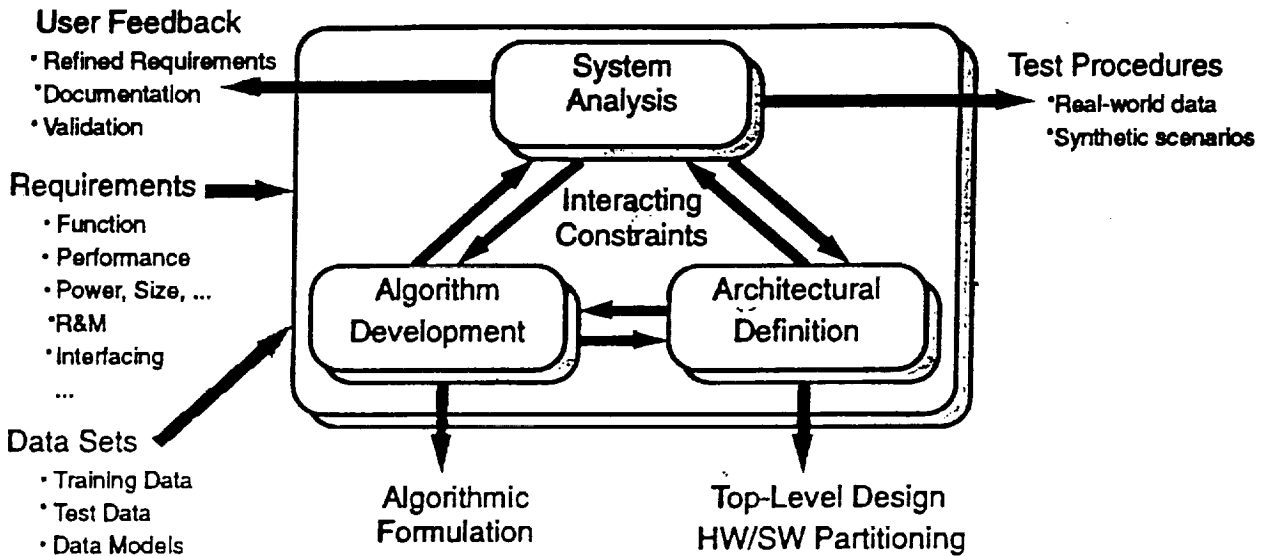 User Feedback
• Refined Requirements
•Documentation
• Validation
System
Analysis
Test Procedures
•Real-world data
•Synthetic scenarios
Requirements
• Function
• Performance
• Power, Size, ...
•R&M
• Interfacing
...
Interacting
Constraints
Algorithm
Development
Architectural
Definition
Data Sets
• Training Data
• Test Data
• Data Models
Algorithmic
Formulation
Top-Level Design
HW/SW Partitioning